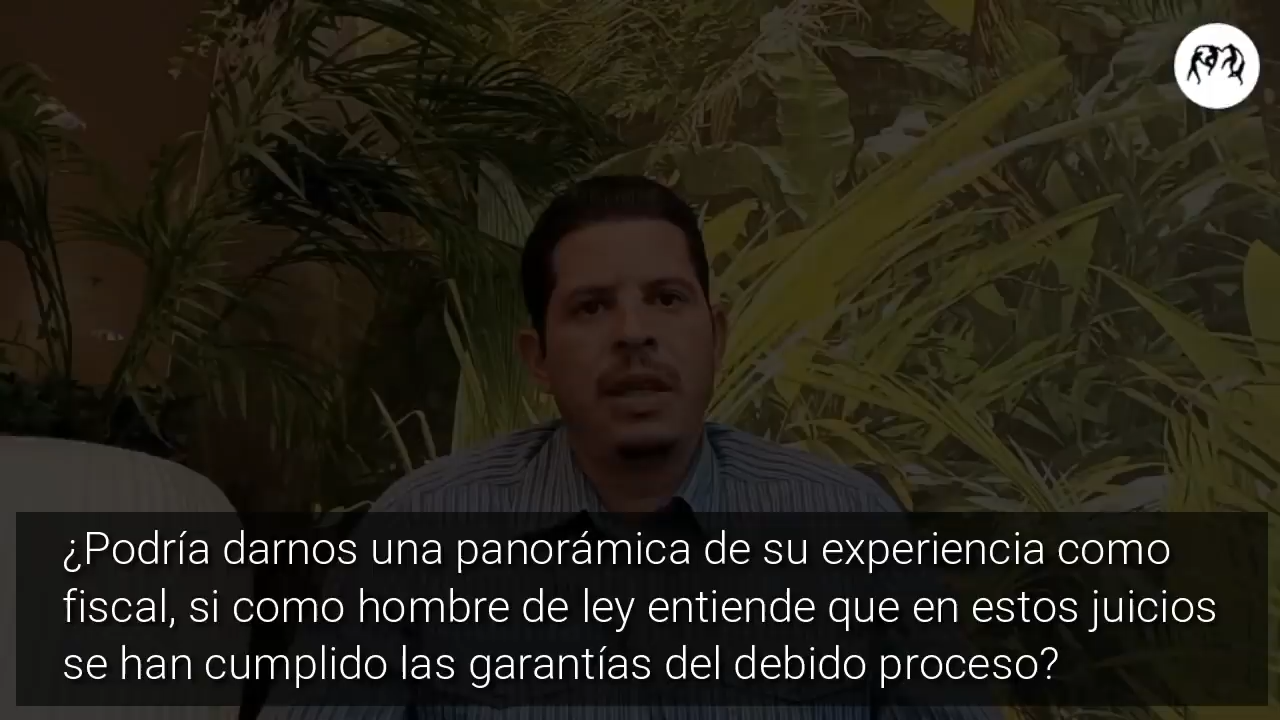 ¿Podría darnos una panorámica de su experiencia como
fiscal, si como hombre de ley entiende que en estos juicios
se han cumplido las garantías del debido proceso?